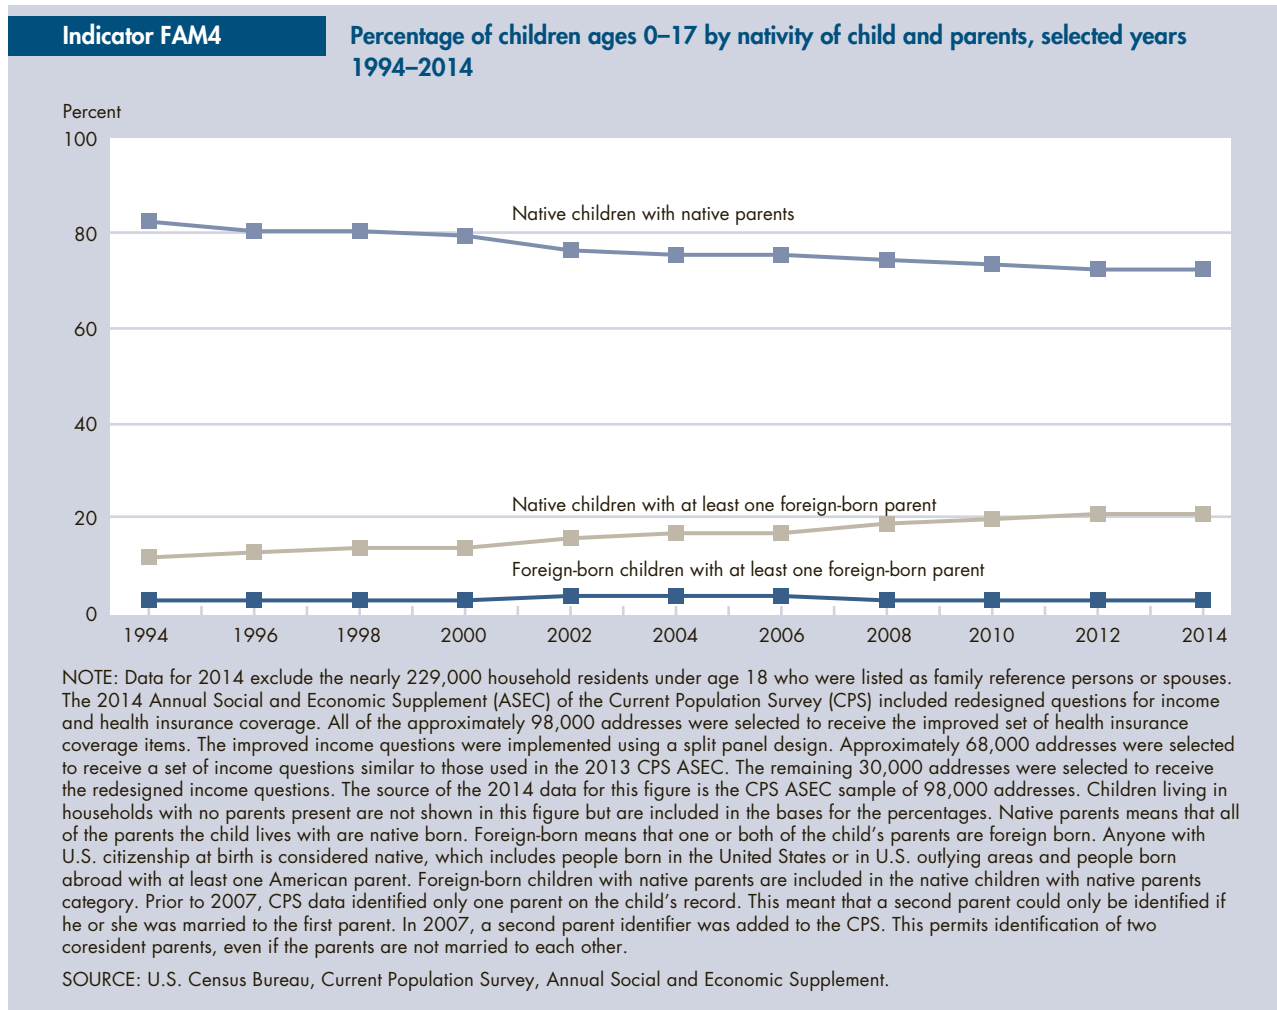 Indicator FAM4
Percentage of children ages 0–17 by nativity of child and parents, selected years
1994–2014
Percent
100
80
60
40
20
0
Native children with native parents
Native children with at least one foreign-born parent
Foreign-born children with at least one foreign-born parent
1994 1996 1998 2000 2002 2004 2006 2008 2010 2012 2014
NOTE: Data for 2014 exclude the nearly 229,000 household residents under age 18 who were listed as family reference persons or spouses.
The 2014 Annual Social and Economic Supplement (ASEC) of the Current Population Survey (CPS) included redesigned questions for income
and health insurance coverage. All of the approximately 98,000 addresses were selected to receive the improved set of health insurance
coverage items. The improved income questions were implemented using a split panel design. Approximately 68,000 addresses were selected
to receive a set of income questions similar to those used in the 2013 CPS ASEC. The remaining 30,000 addresses were selected to receive
the redesigned income questions. The source of the 2014 data for this figure is the CPS ASEC sample of 98,000 addresses. Children living in
households with no parents present are not shown in this figure but are included in the bases for the percentages. Native parents means that all
of the parents the child lives with are native born. Foreign-born means that one or both of the child’s parents are foreign born. Anyone with
U.S. citizenship at birth is considered native, which includes people born in the United States or in U.S. outlying areas and people born
abroad with at least one American parent. Foreign-born children with native parents are included in the native children with native parents
category. Prior to 2007, CPS data identified only one parent on the child’s record. This meant that a second parent could only be identified if
he or she was married to the first parent. In 2007, a second parent identifier was added to the CPS. This permits identification of two
coresident parents, even if the parents are not married to each other.
SOURCE: U.S. Census Bureau, Current Population Survey, Annual Social and Economic Supplement.